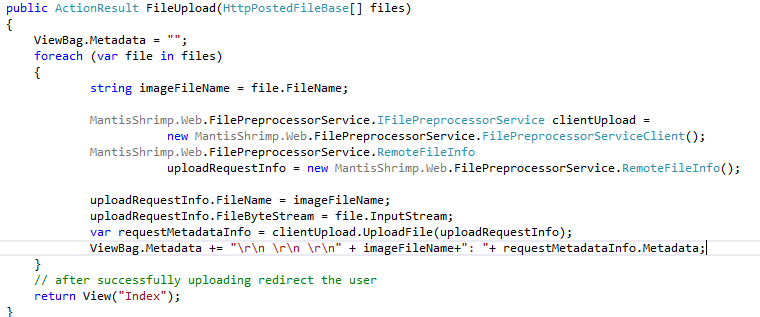 public ActionResult FileUpload(HttpPostedFileBase[] files)
{
ViewBag.Metadata = "";
foreach (var file in files)
{
string imageFileName = file.FileName;
MantisShrimp.Web.FilePreprocessorService.IFilePreprocessorService clientUpload =
new MantisShrimp.Web.FilePreprocessorService.FilePreprocessorServiceClient();
MantisShrimp.Web.FilePreprocessorService.RemoteFileInfo
uploadRequestInfo = new MantisShrimp.Web.FilePreprocessorService.RemoteFileInfo();
uploadRequestInfo.FileName = imageFileName;
uploadRequestInfo.FileByteStream = file.InputStream;
var requestMetadataInfo = clientUpload.UploadFile(uploadRequestInfo);
ViewBag.Metadata += "\r\n \r\n \r\n" + imageFileName+": "+ requestMetadataInfo.Metadata;
}
// after successfully uploading redirect the user
return View("Index");
}